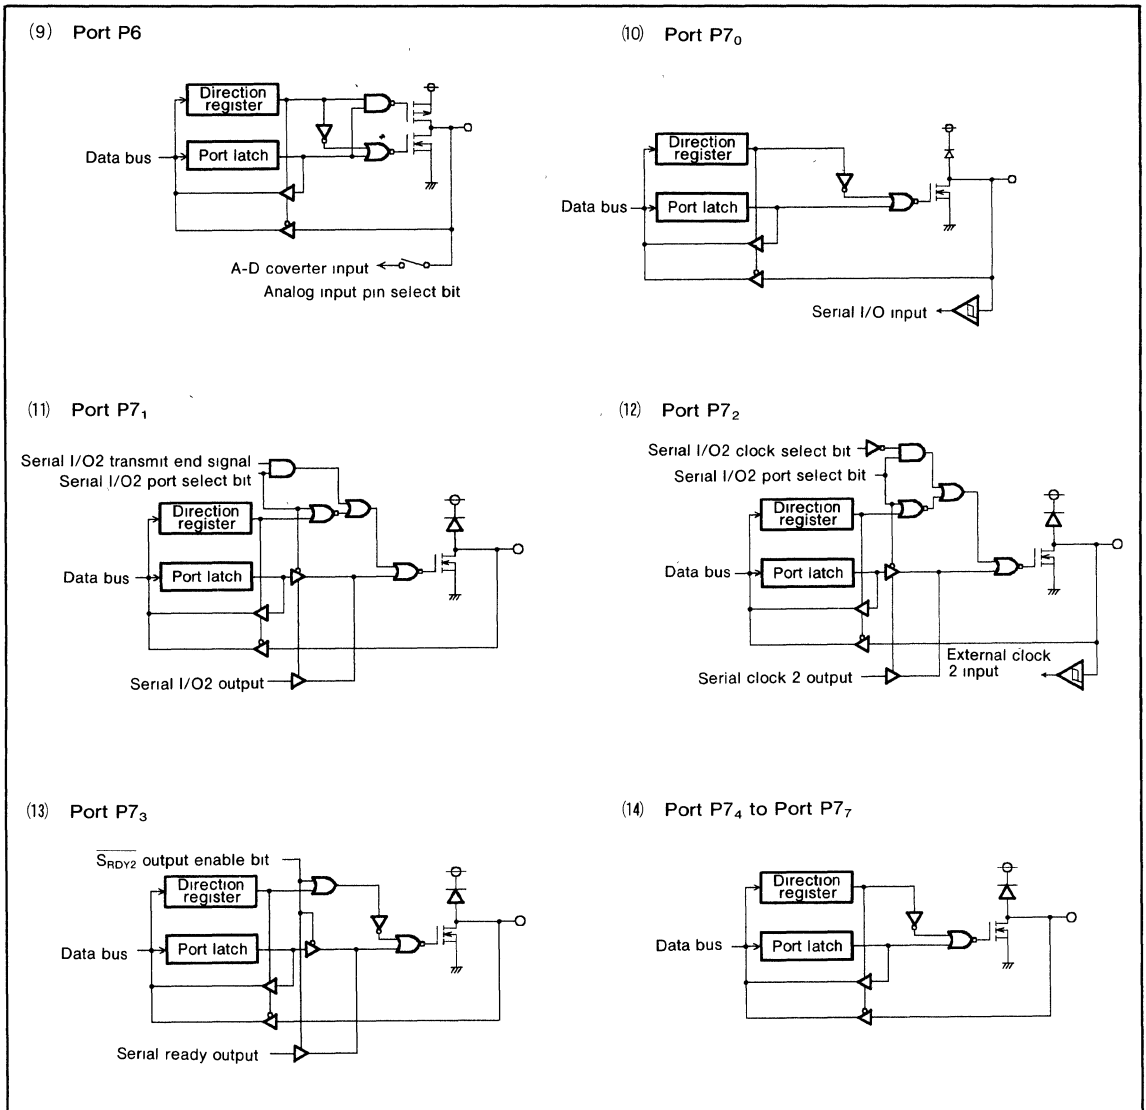 (9) Port P6
Direction
register
Data bus
Port latch
A-D coverter input
Analog input pin select bit
(10) Port P7₀
Direction
register
Data bus
Port latch
Serial I/O input
(11) Port P7₁
Serial I/O2 transmit end signal
Serial I/O2 port select bit
Direction
register
Data bus
Port latch
Serial I/O2 output
(12) Port P7₂
Serial I/O2 clock select bit
Serial I/O2 port select bit
Direction
register
Data bus
Port latch
Serial clock 2 output
External clock
2 input
(13) Port P7₃
S̅R̅D̅Y̅2̅ output enable bit
Direction
register
Data bus
Port latch
Serial ready output
(14) Port P7₄ to Port P7₇
Direction
register
Data bus
Port latch